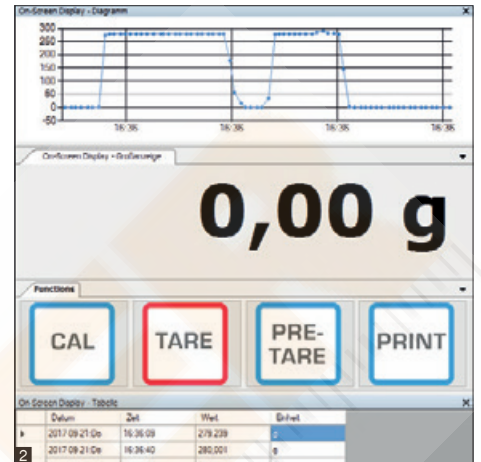 On-Screen Display - Diagramm X
300
250
200
150
100
50
0
-50
16:36 16:36 16:36 16:36
On-Screen Display - Großanzeige
0,00 g
Functions
CAL TARE PRE-TARE PRINT
On Screen Display - Tabelle X
Datum Zeit Wert Einheit
2017 09 21 Do 16:36:09 279.239 g
2017 09 21 Do 16:36:40 280,001 g
2